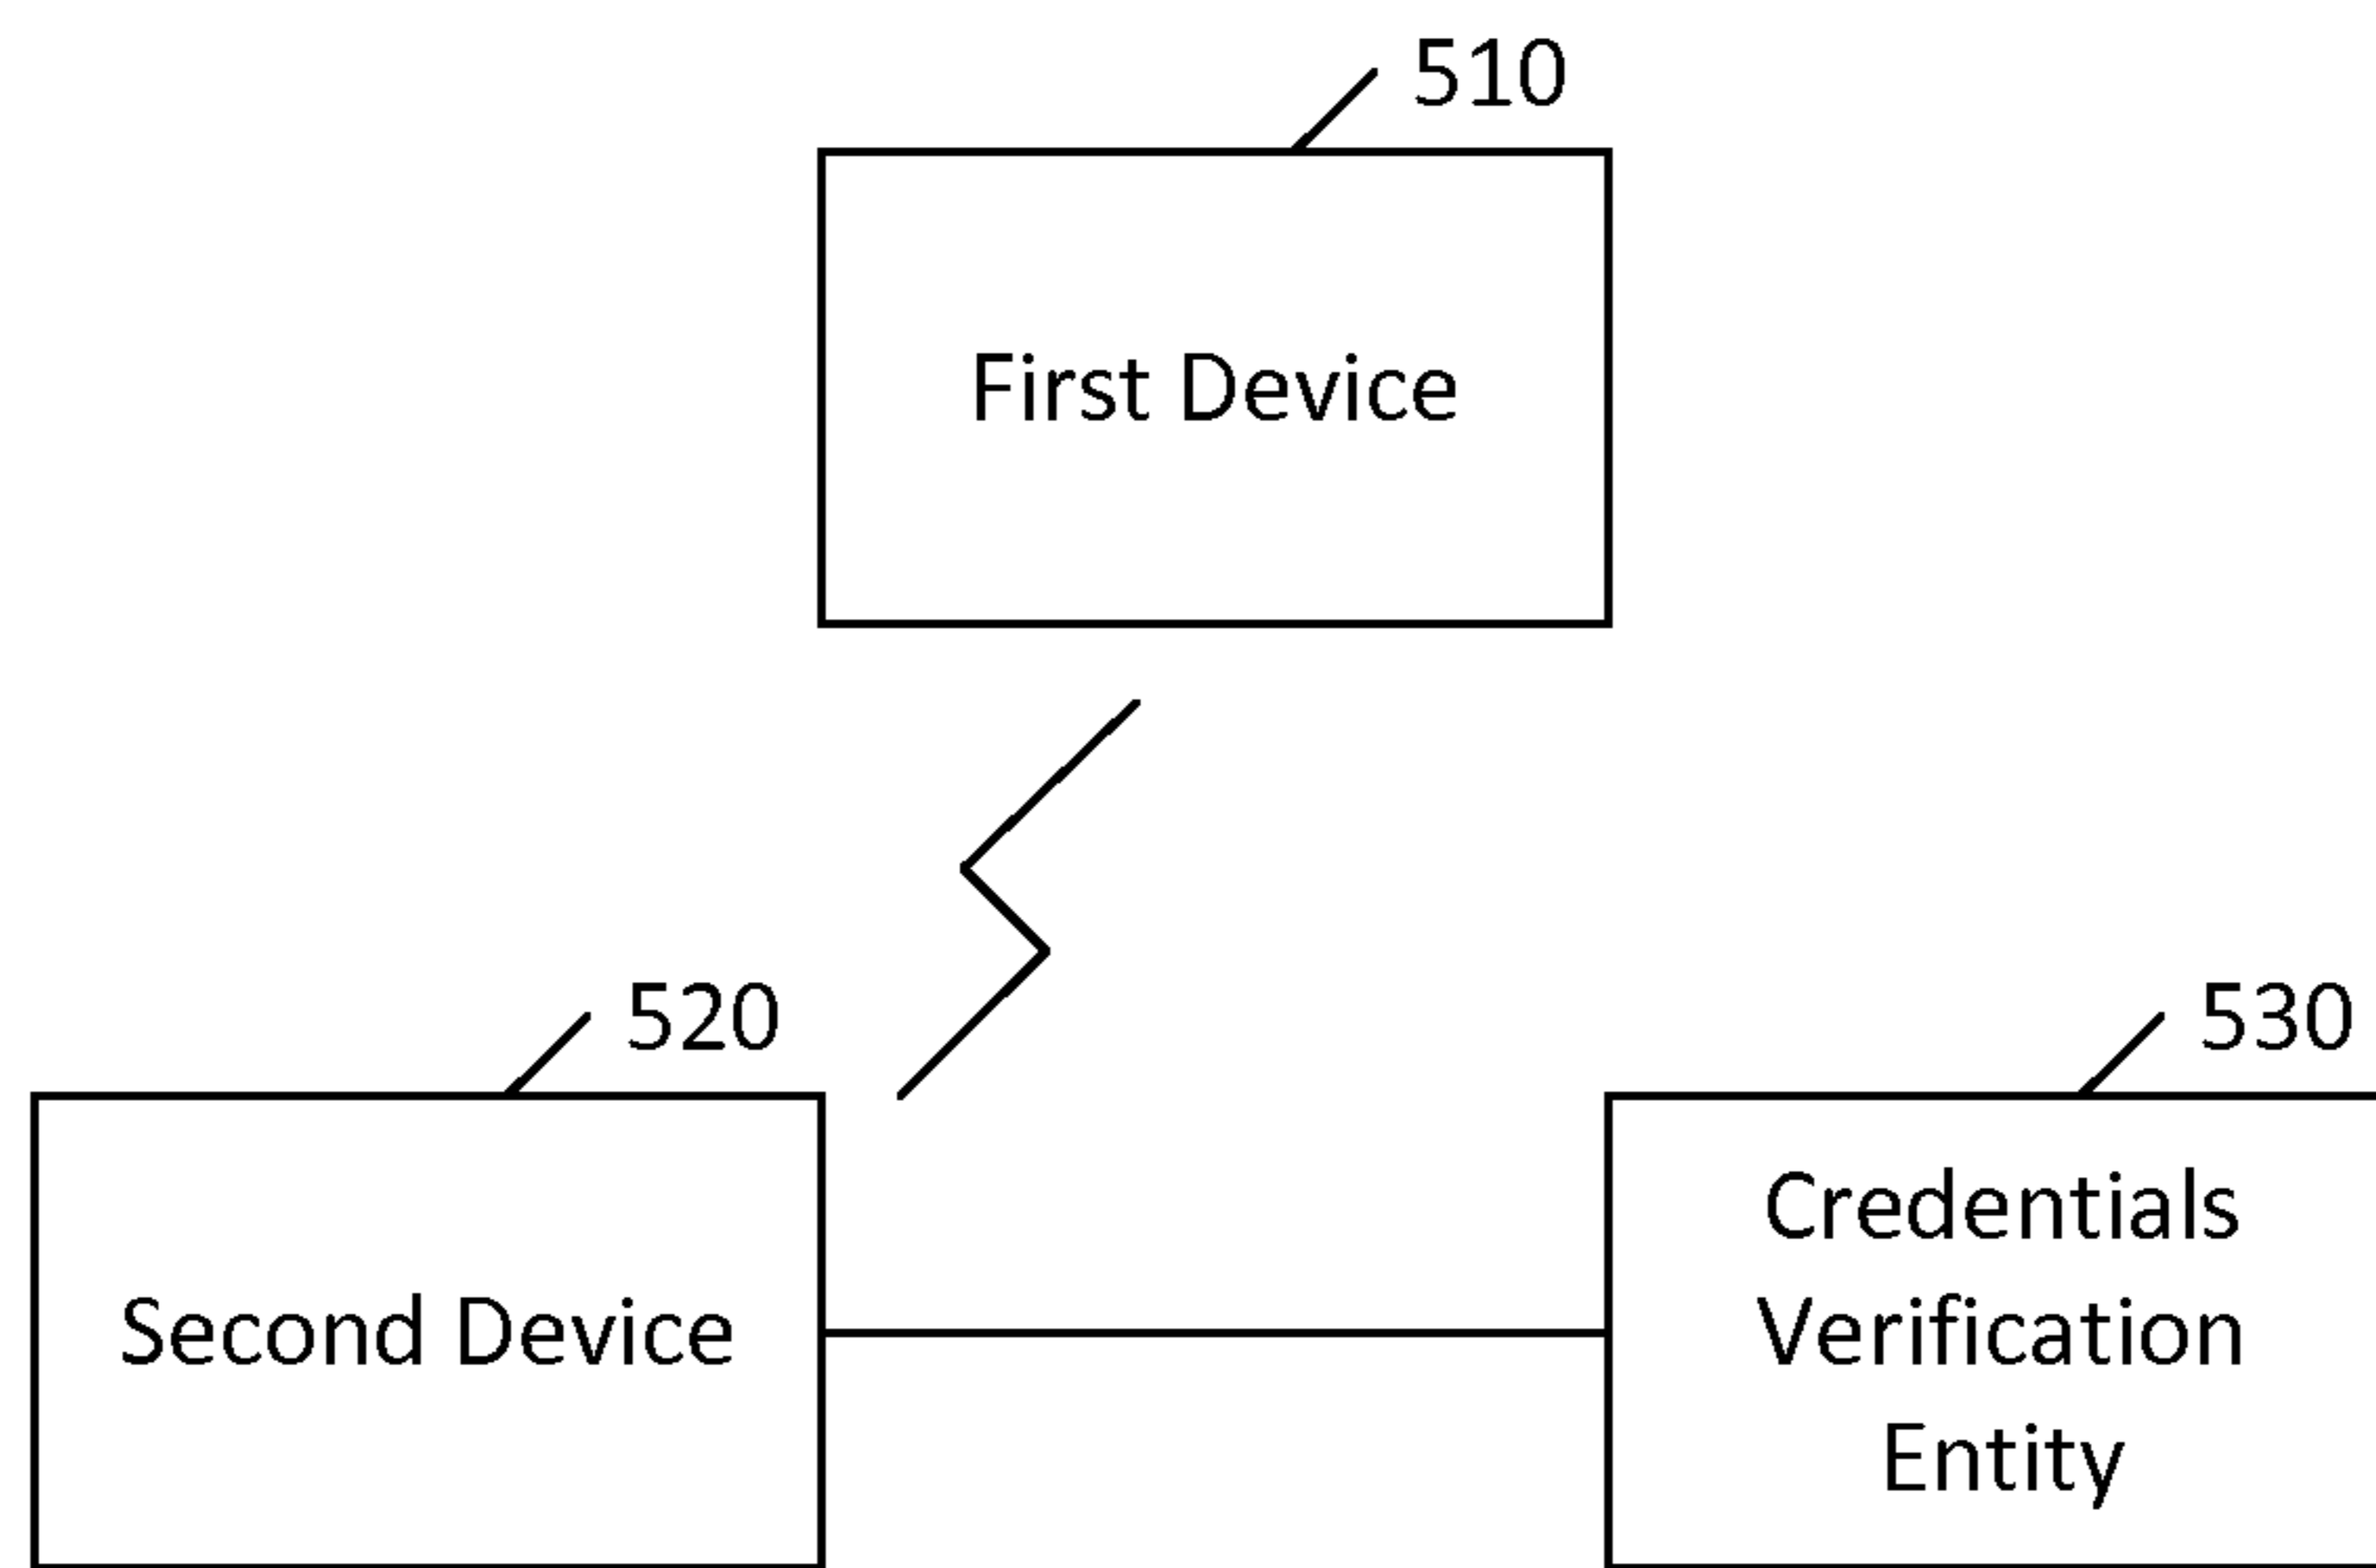 510
First Device
520
530
Second Device
Credentials
Verification
Entity